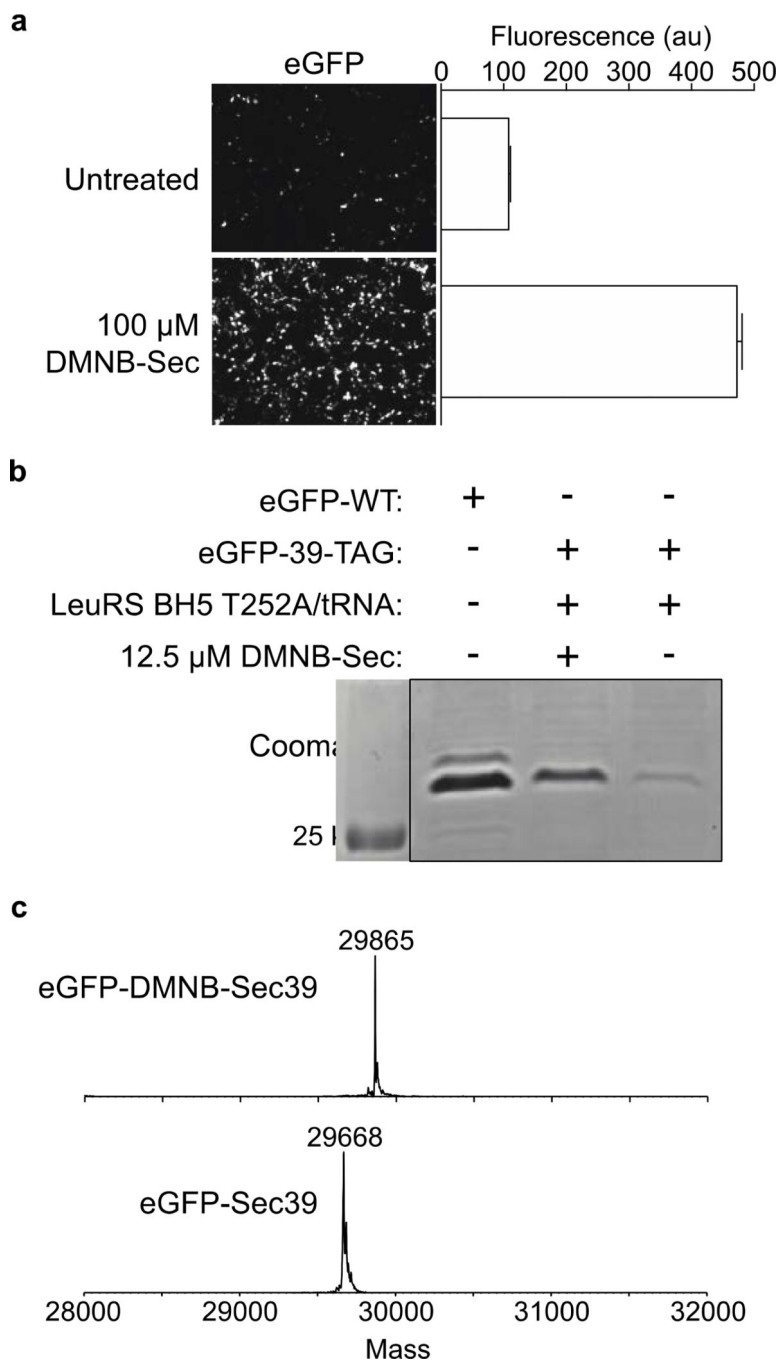 a
Fluorescence (au)
eGFP
0 100 200 300 400 500
Untreated
100 µM
DMNB-Sec
b
eGFP-WT: + - -
eGFP-39-TAG: - + +
LeuRS BH5 T252A/tRNA: - + +
12.5 µM DMNB-Sec: - + -
25
c
29865
eGFP-DMNB-Sec39
29668
eGFP-Sec39
28000 29000 30000 31000 32000
Mass